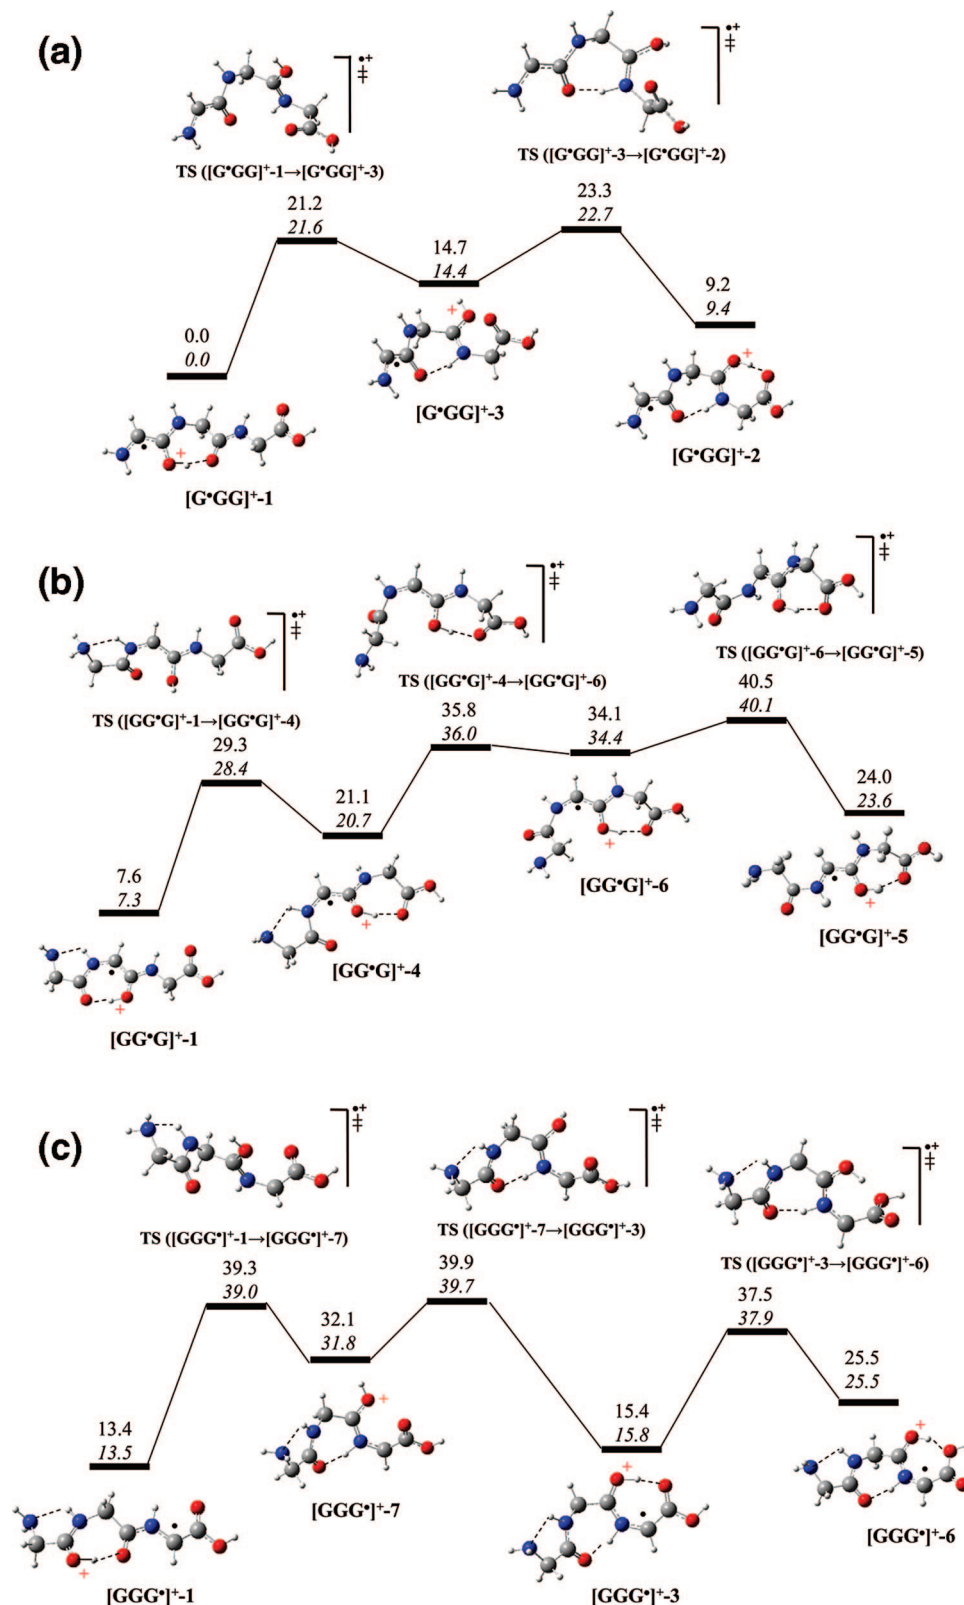 (a)
•+
‡
•+
‡
TS ([G•GG]⁺-1→[G•GG]⁺-3)
TS ([G•GG]⁺-3→[G•GG]⁺-2)
21.2
21.6
23.3
22.7
14.7
14.4
9.2
9.4
0.0
0.0
+
+
+
[G•GG]⁺-3
[G•GG]⁺-2
[G•GG]⁺-1
(b)
•+
‡
•+
‡
•+
‡
TS ([GG•G]⁺-6→[GG•G]⁺-5)
TS ([GG•G]⁺-4→[GG•G]⁺-6)
TS ([GG•G]⁺-1→[GG•G]⁺-4)
29.3
28.4
35.8
36.0
34.1
34.4
40.5
40.1
21.1
20.7
24.0
23.6
7.6
7.3
+
+
+
+
[GG•G]⁺-6
[GG•G]⁺-5
[GG•G]⁺-4
[GG•G]⁺-1
(c)
•+
‡
•+
‡
•+
‡
TS ([GGG•]⁺-1→[GGG•]⁺-7)
TS ([GGG•]⁺-7→[GGG•]⁺-3)
TS ([GGG•]⁺-3→[GGG•]⁺-6)
39.3
39.0
39.9
39.7
37.5
37.9
32.1
31.8
25.5
25.5
13.4
13.5
15.4
15.8
+
+
+
+
[GGG•]⁺-7
[GGG•]⁺-6
[GGG•]⁺-1
[GGG•]⁺-3